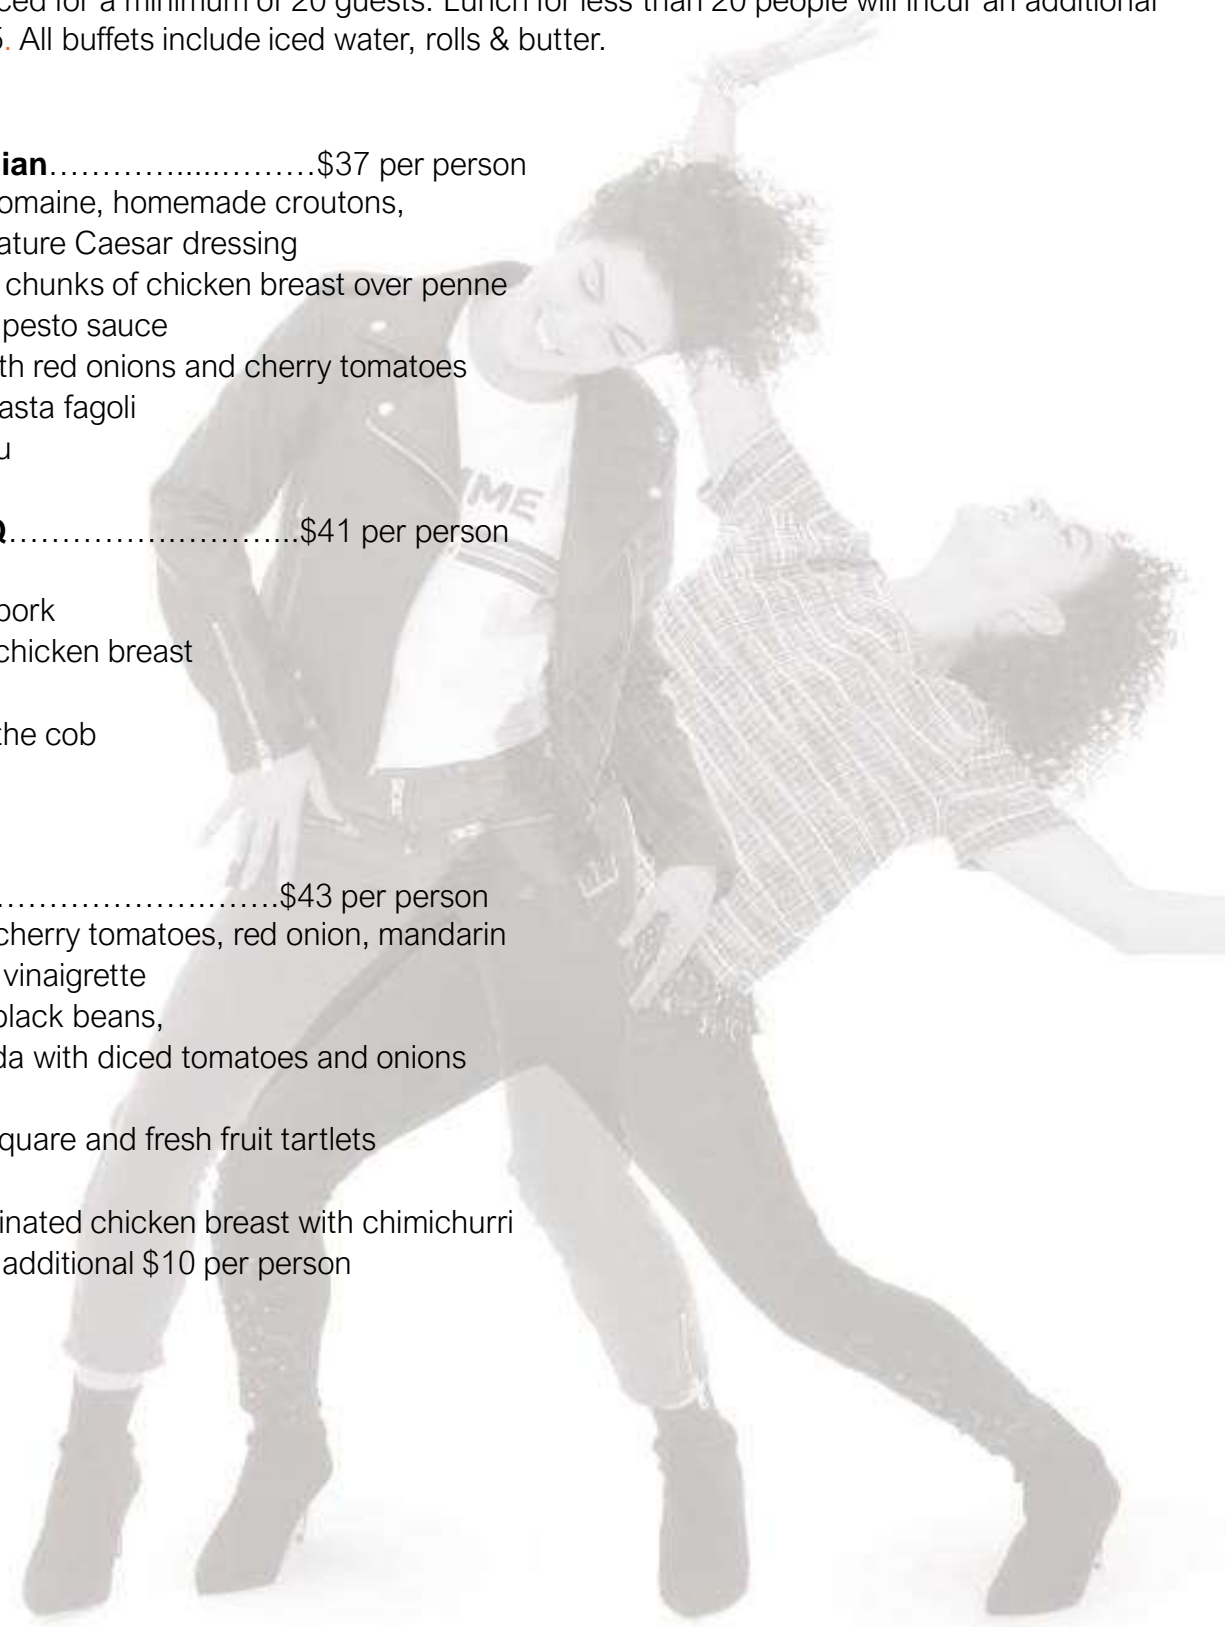 ced for a minimum of 20 guests. Lunch for less than 20 people will incur an additional
. All buffets include iced water, rolls & butter.
ian……………......………$37 per person
omaine, homemade croutons,
ature Caesar dressing
chunks of chicken breast over penne
pesto sauce
th red onions and cherry tomatoes
asta fagoli
u
Q…………….………...$41 per person
pork
chicken breast
the cob
………………….…….$43 per person
cherry tomatoes, red onion, mandarin
vinaigrette
black beans,
da with diced tomatoes and onions
quare and fresh fruit tartlets
inated chicken breast with chimichurri
additional $10 per person
ME